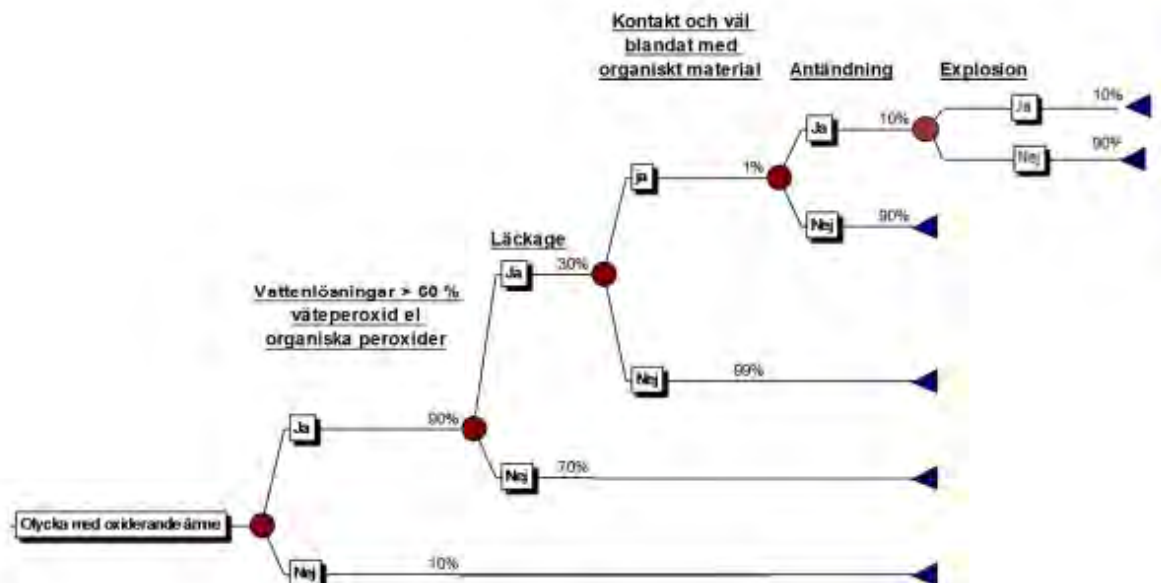 Kontakt och väl
blandat med
organiskt material
Antändning
Explosion
Ja
10%
Nej
90%
Ja
10%
ja
1%
Nej
90%
Läckage
Ja
30%
Vattenlösningar > 60 %
väteperoxid el
organiska peroxider
Nej
99%
Ja
90%
Nej
70%
Olycka med oxiderande ämne
Nej
10%